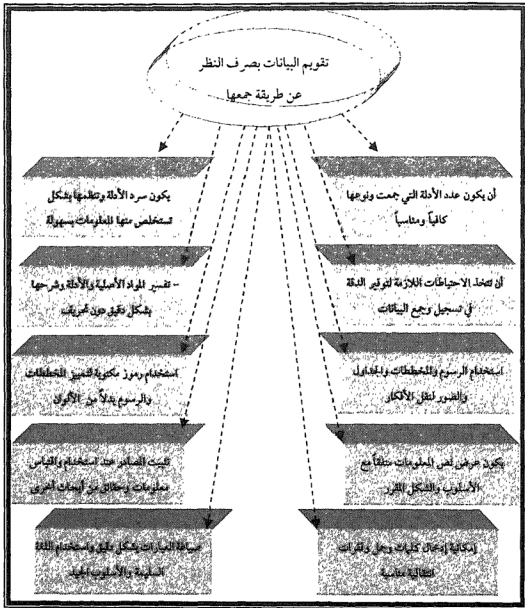 تقويم البيانات بصرف النظر
عن طريقة جمعها
أن يكون عدد الأدلة التي جمعت ونوعها
كافياً ومناسباً
يكون سرد الأدلة وتنظيمها بشكل
تستخلص منها المعلومات بسهولة
أن تتخذ الاحتياطات اللازمة لتوفير الدقة
في تسجيل وجمع البيانات
- تفسير المواد الأصلية والأدلة وشرحها
بشكل دقيق دون تحريف
استخدام الرسوم والمخططات والجداول
والصور لنقل الأفكار
استخدام رموز مكتوبة لتمييز المخططات
والرسوم بدلاً من الألوان
يكون عرض نص المعلومات متفقاً مع
الأسلوب والشكل المقرر
تثبيت المصادر عند استخدام واقتباس
معلومات وحقائق من أبحاث أخرى
إمكانية إدخال كلمات وجمل وفقرات
انتقالية مناسبة
صياغة العبارات بشكل دقيق واستخدام اللغة
السليمة والأسلوب الجيد